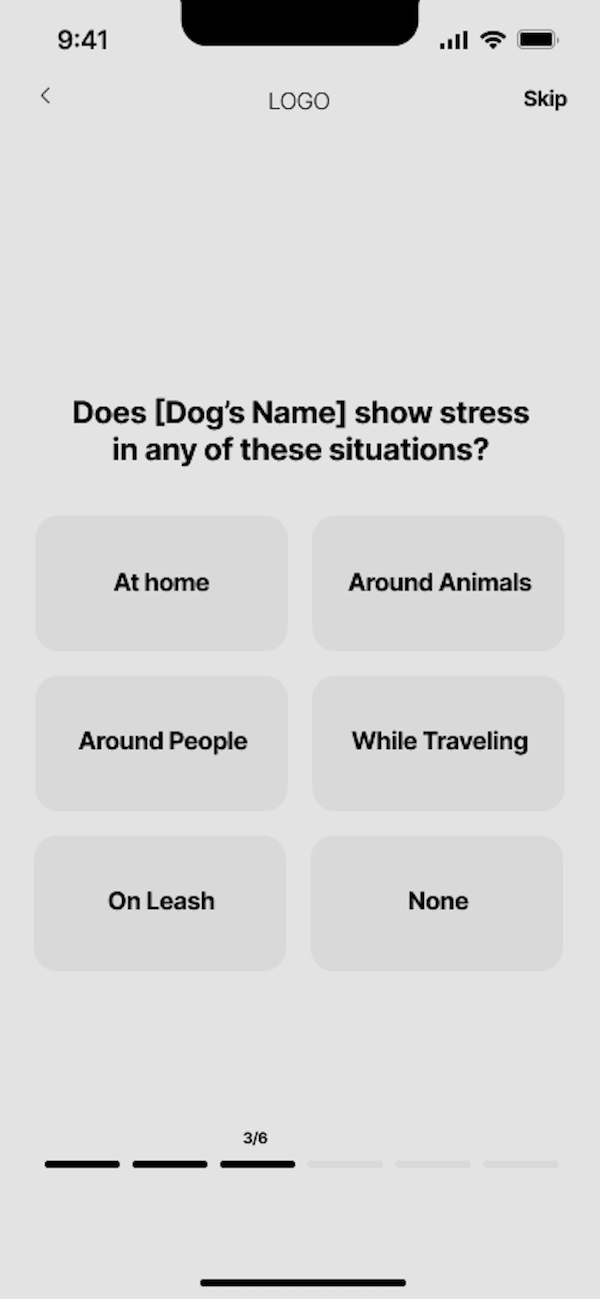 9:41
LOGO
Skip
Does [Dog’s Name] show stress
in any of these situations?
At home
Around Animals
Around People
While Traveling
On Leash
None
3/6